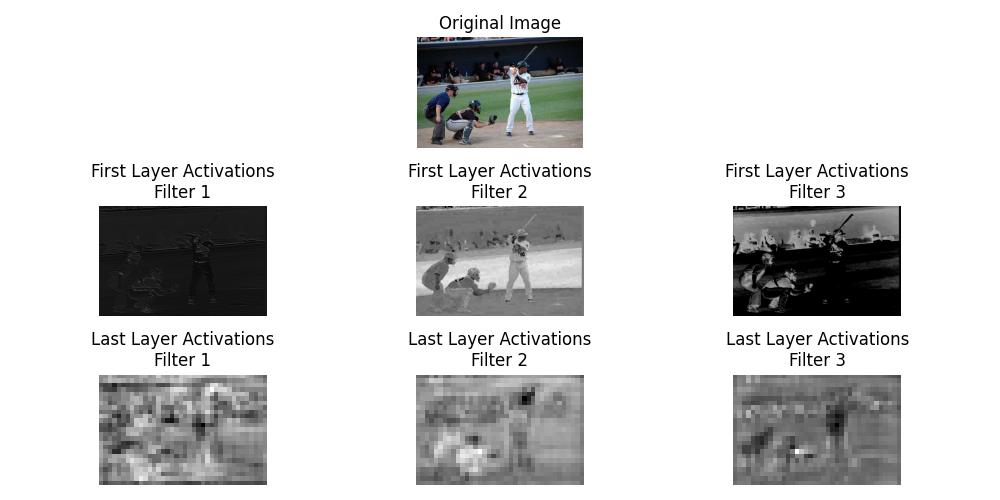 Original Image
First Layer Activations
Filter 1
First Layer Activations
Filter 2
First Layer Activations
Filter 3
Last Layer Activations
Filter 1
Last Layer Activations
Filter 2
Last Layer Activations
Filter 3